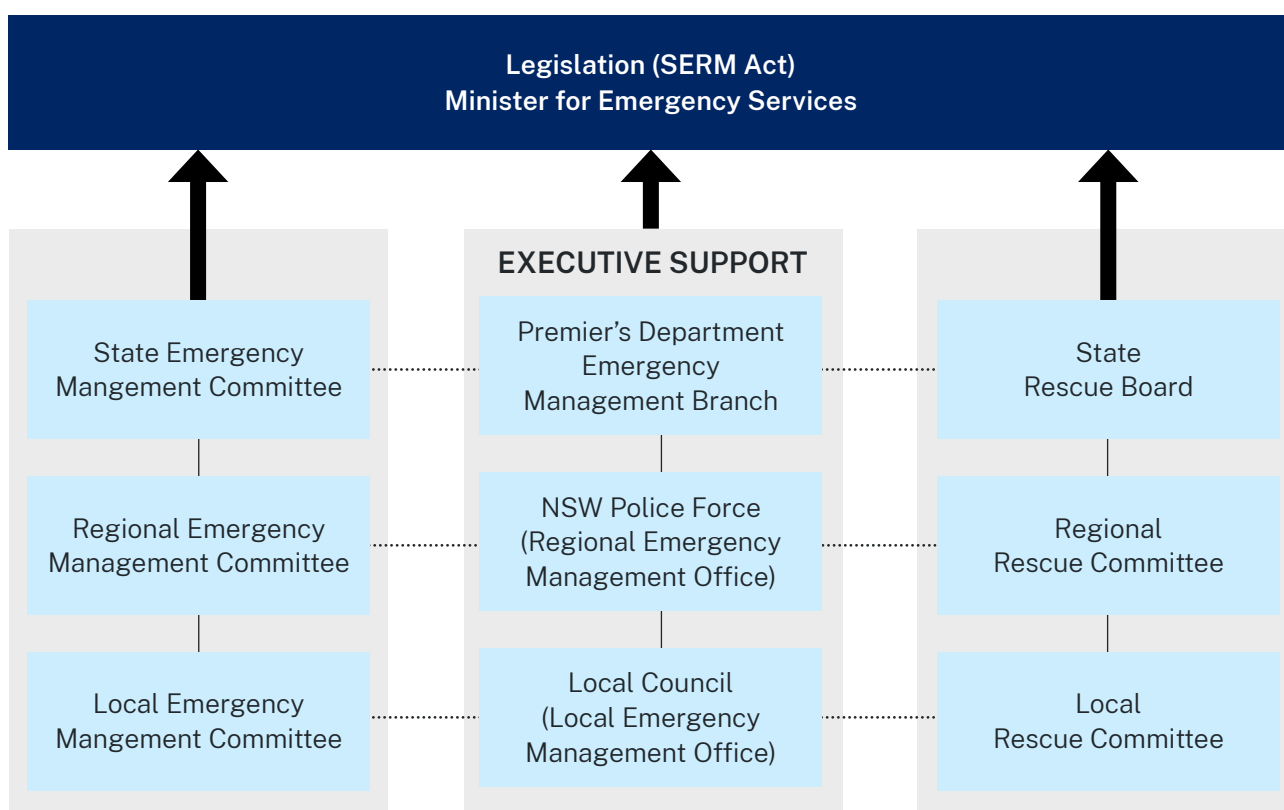 Legislation (SERM Act)
Minister for Emergency Services
EXECUTIVE SUPPORT
State Emergency
Mangement Committee
Premier’s Department
Emergency
Management Branch
State
Rescue Board
Regional Emergency
Management Committee
NSW Police Force
(Regional Emergency
Management Office)
Regional
Rescue Committee
Local Emergency
Mangement Committee
Local Council
(Local Emergency
Management Office)
Local
Rescue Committee